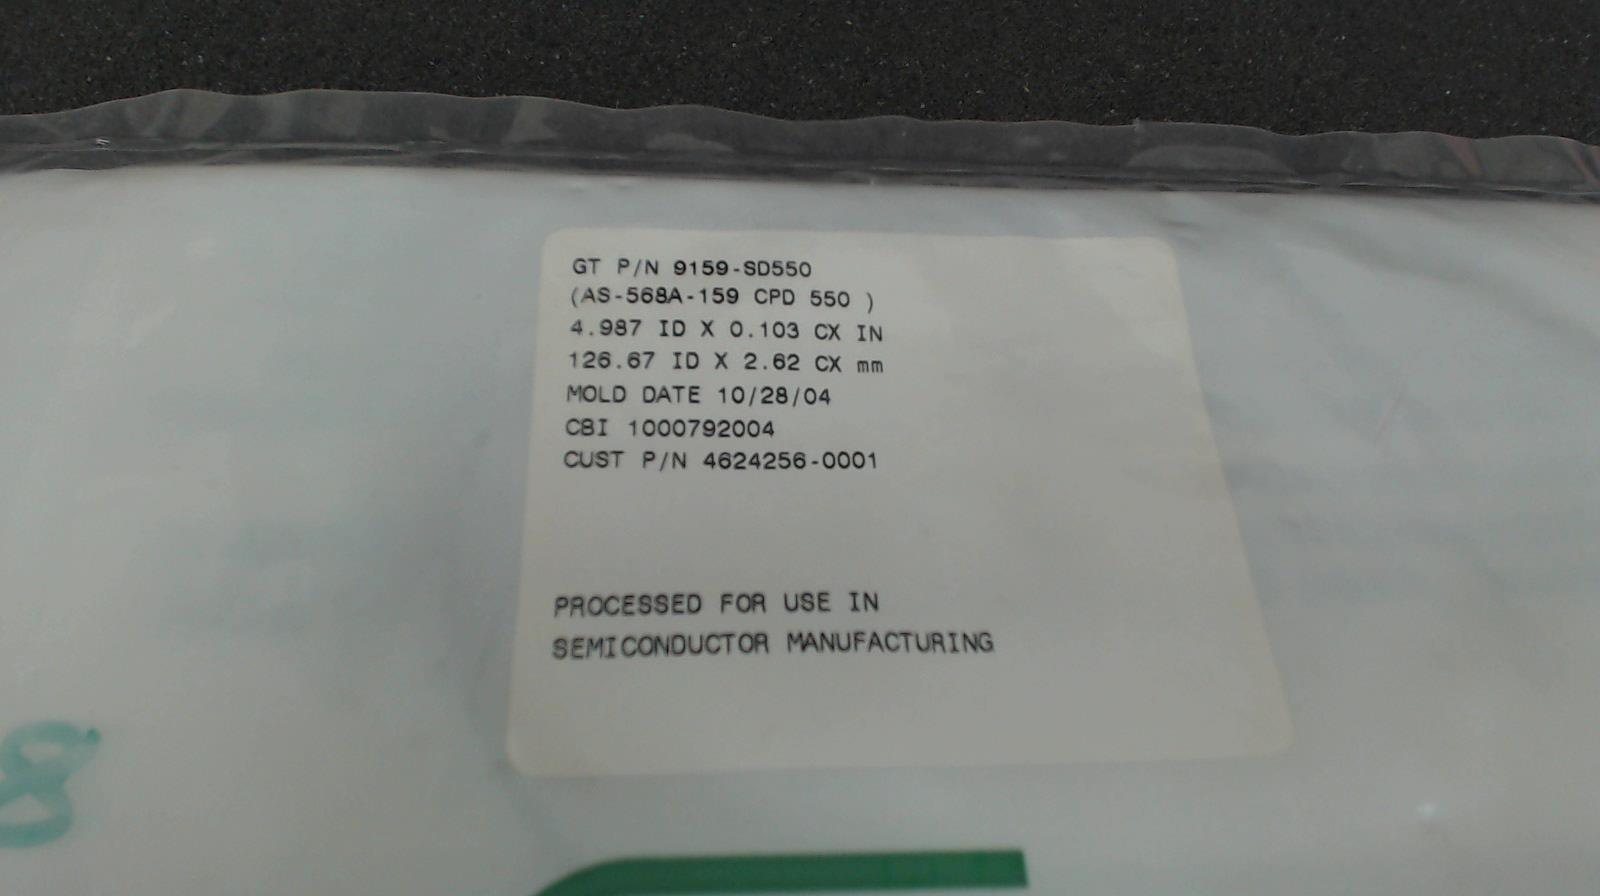 GT P/N 9159-SD550
(AS-568A-159 CPD 550 )
4.987 ID X 0.103 CX IN
126.67 ID X 2.62 CX mm
MOLD DATE 10/28/04
CBI 1000792004
CUST P/N 4624256-0001
PROCESSED FOR USE IN
SEMICONDUCTOR MANUFACTURING
8